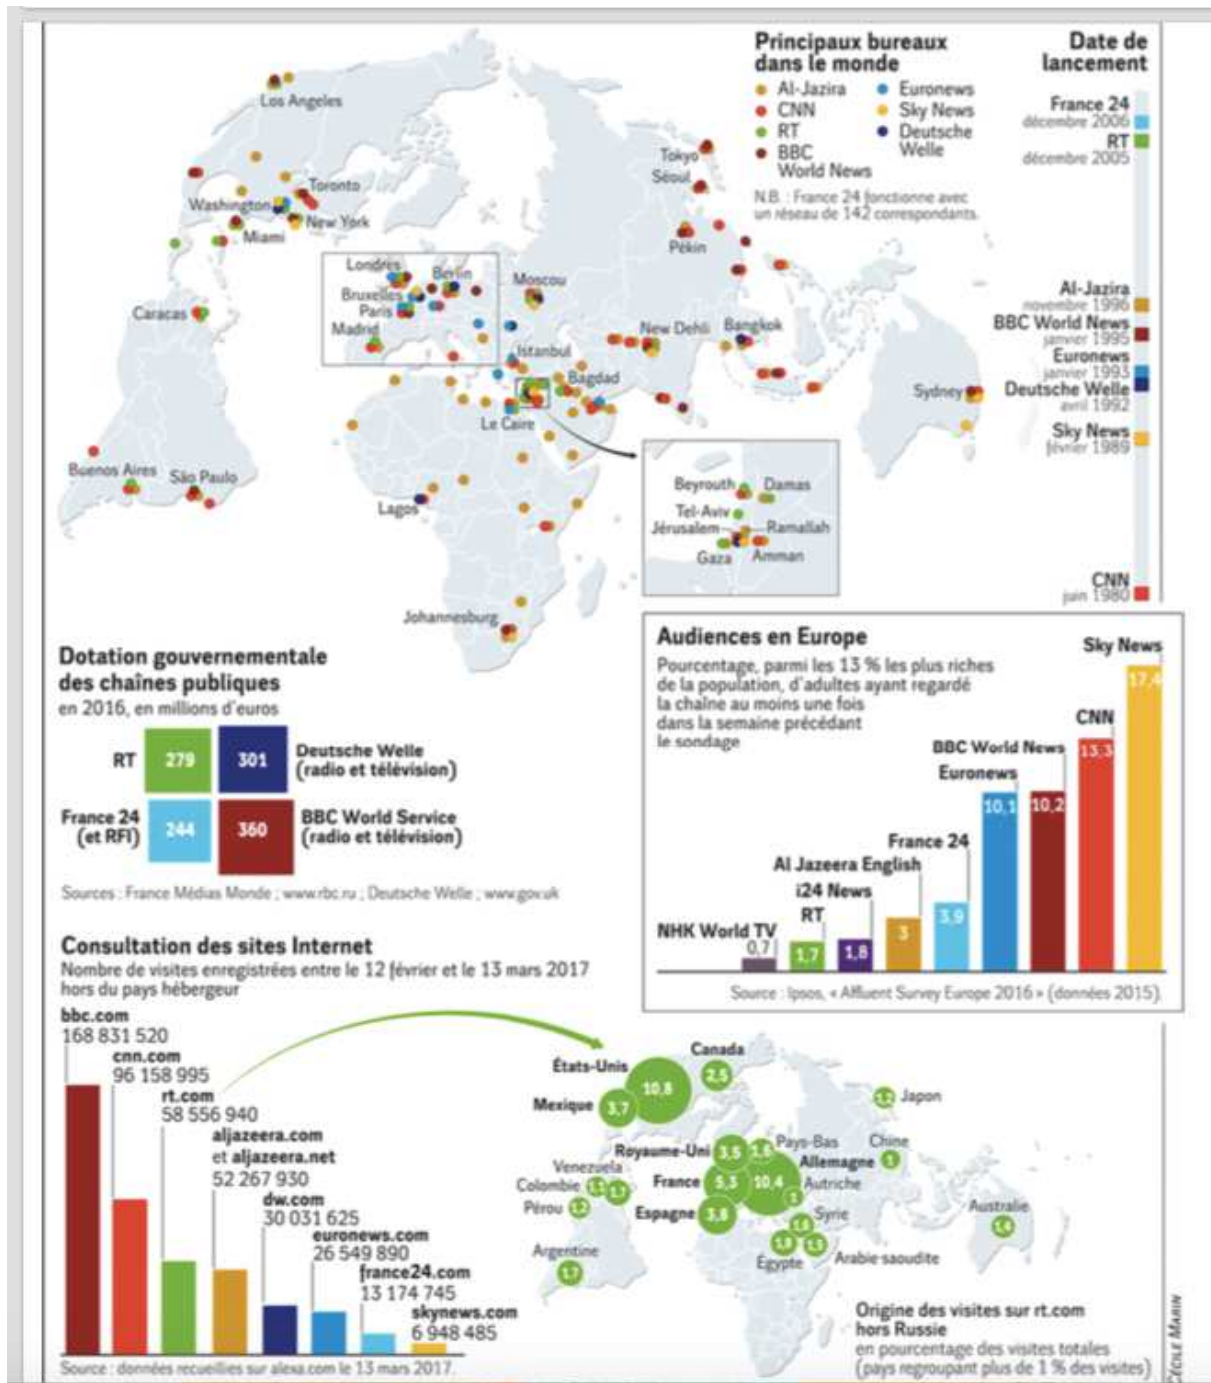 Principaux bureaux
dans le monde
Al-Jazira
CNN
RT
BBC
World News
Euronews
Sky News
Deutsche
Welle
N.B. : France 24 fonctionne avec
un réseau de 142 correspondants.
Date de
lancement
France 24
décembre 2006
RT
décembre 2005
Al-Jazira
novembre 1996
BBC World News
janvier 1995
Euronews
janvier 1993
Deutsche Welle
avril 1992
Sky News
février 1989
CNN
juin 1980
Los Angeles
Toronto
Washington
New York
Miami
Caracas
Buenos Aires
São Paulo
Londres
Berlin
Bruxelles
Paris
Madrid
Moscou
Istanbul
Bagdad
Le Caire
Lagos
Johannesburg
Tokyo
Séoul
Pékin
New Dehli
Bangkok
Sydney
Beyrouth
Damas
Tel-Aviv
Jérusalem
Ramallah
Gaza
Amman
Dotation gouvernementale
des chaînes publiques
en 2016, en millions d'euros
RT
279
301
Deutsche Welle
(radio et télévision)
France 24
(et RFI)
244
360
BBC World Service
(radio et télévision)
Sources : France Médias Monde ; www.rbc.ru ; Deutsche Welle ; www.gov.uk
Audiences en Europe
Pourcentage, parmi les 13 % les plus riches
de la population, d'adultes ayant regardé
la chaîne au moins une fois
dans la semaine précédant
le sondage
NHK World TV
0,7
RT
1,7
i24 News
1,8
Al Jazeera English
3
France 24
3,9
Euronews
10,1
BBC World News
10,2
CNN
13,3
Sky News
17,4
Source : Ipsos, « Affluent Survey Europe 2016 » (données 2015).
Consultation des sites Internet
Nombre de visites enregistrées entre le 12 février et le 13 mars 2017
hors du pays hébergeur
bbc.com
168 831 520
cnn.com
96 158 995
rt.com
58 556 940
aljazeera.com
et aljazeera.net
52 267 930
dw.com
30 031 625
euronews.com
26 549 890
france24.com
13 174 745
skynews.com
6 948 485
Source : données recueillies sur alexa.com le 13 mars 2017.
États-Unis
10,8
Canada
2,5
Mexique
3,7
Japon
1,2
Royaume-Uni
3,5
Pays-Bas
1,6
Chine
1
Allemagne
10,4
France
5,3
Autriche
1
Espagne
3,8
Venezuela
1,7
Colombie
1,1
Pérou
1,2
Argentine
1,7
Syrie
1,6
Égypte
1,8
Arabie saoudite
1,5
Australie
1,4
Origine des visites sur rt.com
hors Russie
en pourcentage des visites totales
(pays regroupant plus de 1 % des visites)
CÉCILE MARIN